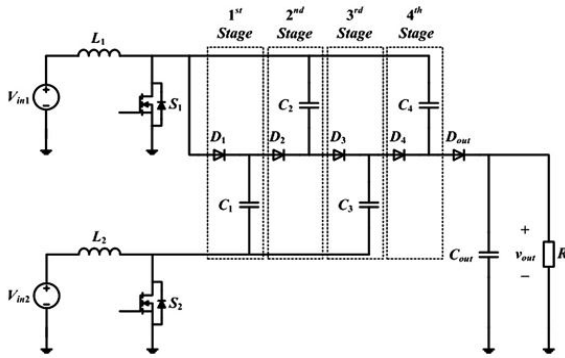 1st 2nd 3rd 4th
Stage Stage Stage Stage
L1
Vin1
S1
C2
C4
D1 D2 D3 D4 Dout
C1
C3
L2
Vin2
S2
Cout
+
vout
−
R